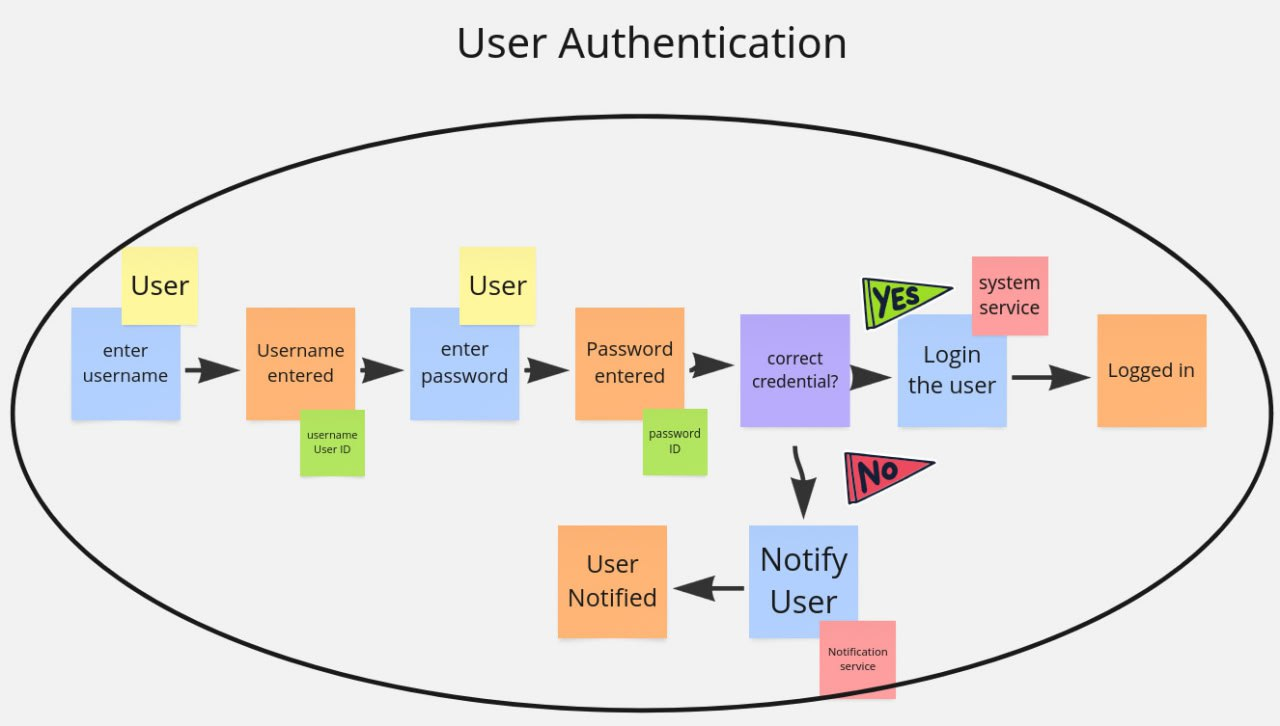 User Authentication
User
enter
username
Username
entered
username
User ID
User
enter
password
Password
entered
password
ID
correct
credential?
YES
system
service
Login
the user
Logged in
No
Notify
User
Notification
service
User
Notified